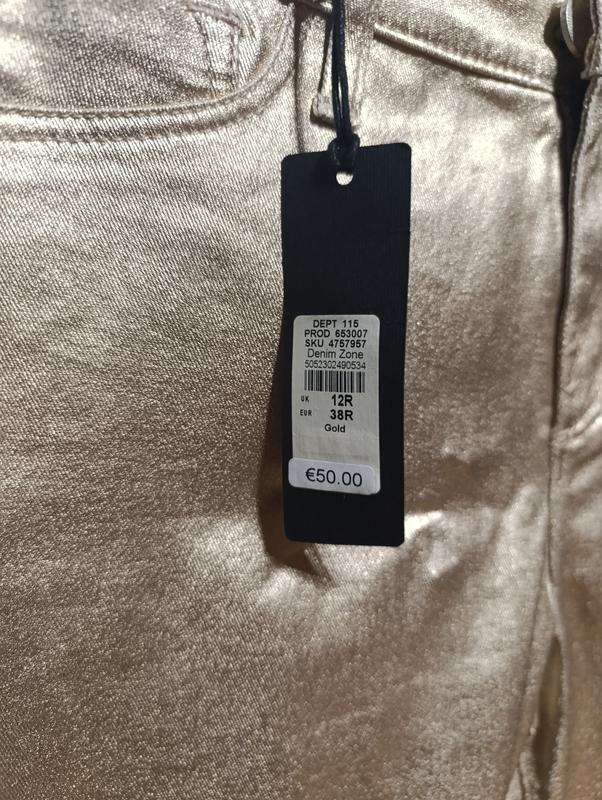 DEPT 115
PROD 653007
SKU 4757957
Denim Zone
5052302490534
UK 12R
EUR 38R
Gold
€50.00